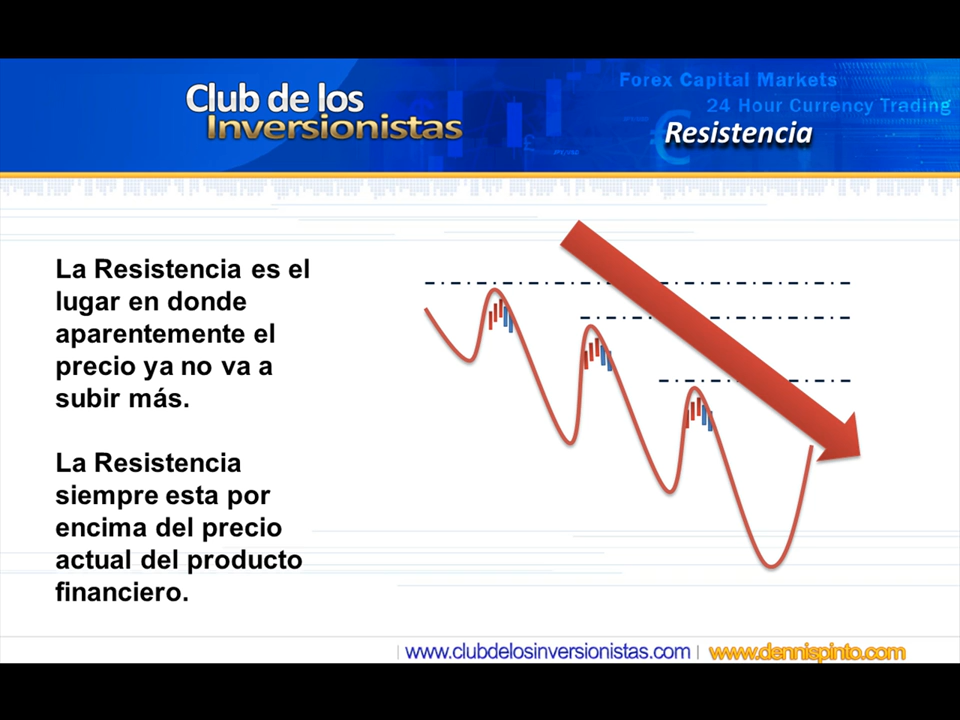 Club de los
Inversionistas
Forex Capital Markets
24 Hour Currency Trading
Resistencia
La Resistencia es el
lugar en donde
aparentemente el
precio ya no va a
subir más.
La Resistencia
siempre esta por
encima del precio
actual del producto
financiero.
| www.clubdelosinversionistas.com | www.dennispinto.com